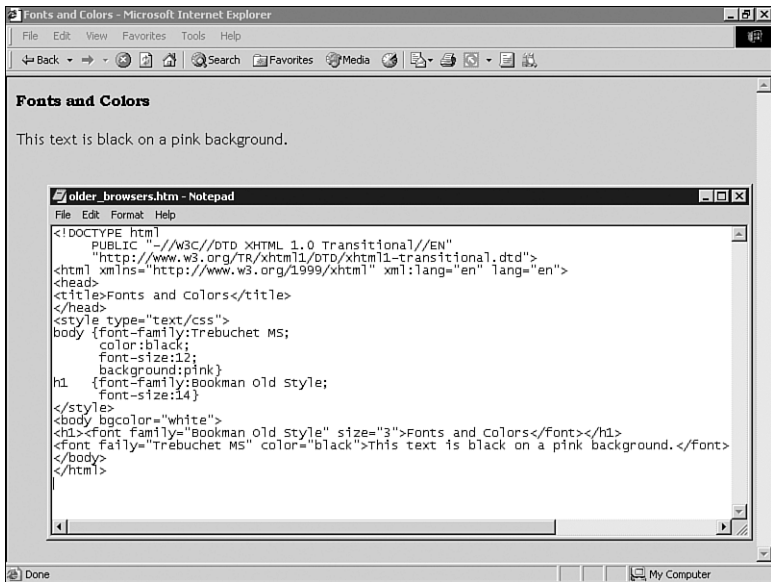 Fonts and Colors - Microsoft Internet Explorer
File Edit View Favorites Tools Help
Back Search Favorites Media
Fonts and Colors
This text is black on a pink background.
older_browsers.htm - Notepad
File Edit Format Help
<!DOCTYPE html
PUBLIC "-//W3C//DTD XHTML 1.0 Transitional//EN"
"http://www.w3.org/TR/xhtml1/DTD/xhtml1-transitional.dtd">
<html xmlns="http://www.w3.org/1999/xhtml" xml:lang="en" lang="en">
<head>
<title>Fonts and Colors</title>
</head>
<style type="text/css">
body {font-family:Trebuchet MS;
color:black;
font-size:12;
background:pink}
h1 {font-family:Bookman Old Style;
font-size:14}
</style>
<body bgcolor="white">
<h1><font family="Bookman Old Style" size="3">Fonts and Colors</font></h1>
<font faily="Trebuchet MS" color="black">This text is black on a pink background.</font>
</body>
</html>
Done My Computer